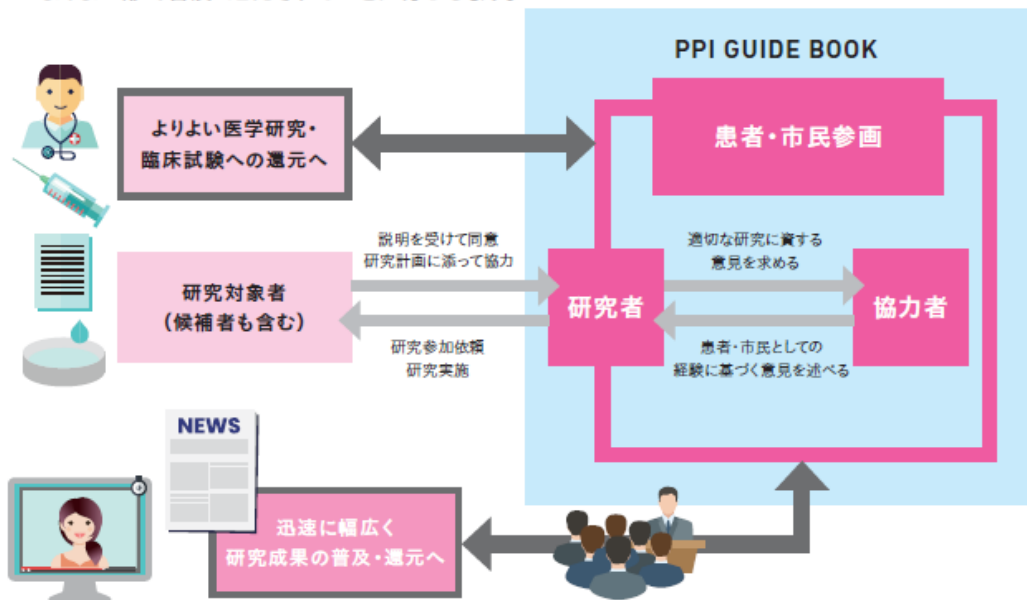 PPI GUIDE BOOK
患者・市民参画
よりよい医学研究・
臨床試験への還元へ
説明を受けて同意
研究計画に添って協力
適切な研究に資する
意見を求める
研究対象者
（候補者も含む）
研究者
協力者
研究参加依頼
研究実施
患者・市民としての
経験に基づく意見を述べる
NEWS
迅速に幅広く
研究成果の普及・還元へ